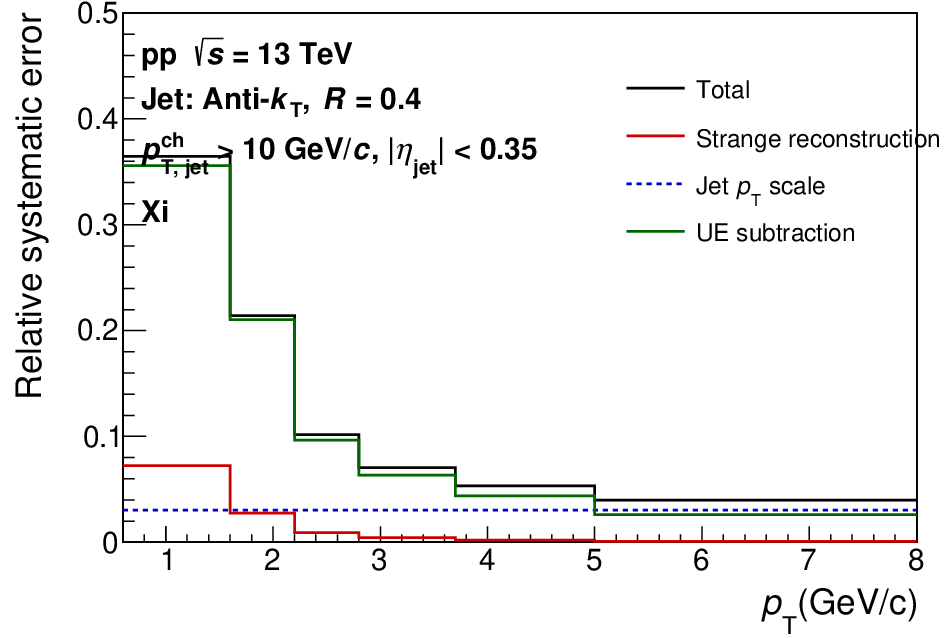 Relative systematic error
0.5
0.4
0.3
0.2
0.1
0
pp √s = 13 TeV
Jet: Anti-kT, R = 0.4
p^ch_T, jet > 10 GeV/c, |ηjet| < 0.35
Xi
Total
Strange reconstruction
Jet pT scale
UE subtraction
1 2 3 4 5 6 7 8
pT(GeV/c)